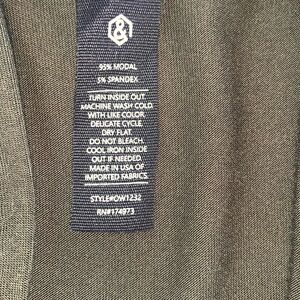 &
95% MODAL
5% SPANDEX
TURN INSIDE OUT.
MACHINE WASH COLD
WITH LIKE COLOR.
DELICATE CYCLE.
DRY FLAT.
DO NOT BLEACH.
COOL IRON INSIDE
OUT IF NEEDED.
MADE IN USA OF
IMPORTED FABRICS.
STYLE#OW1232
RN#174973